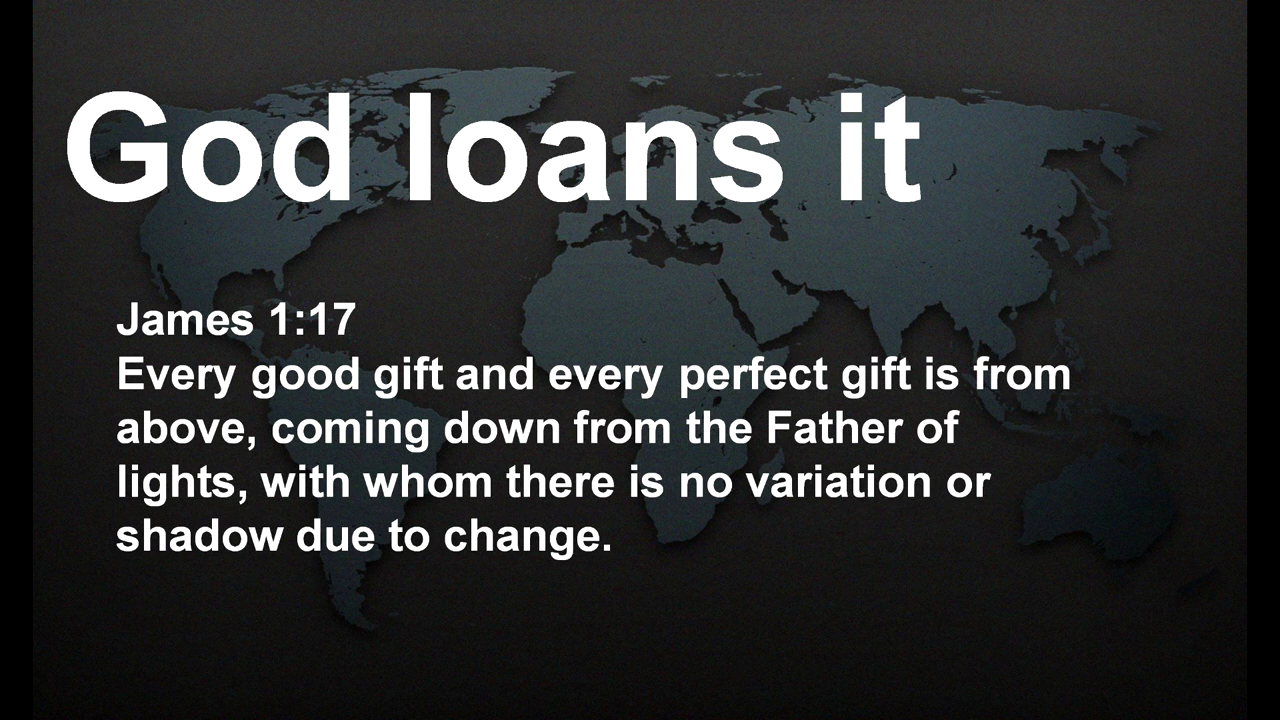 God loans it
James 1:17
Every good gift and every perfect gift is from
above, coming down from the Father of
lights, with whom there is no variation or
shadow due to change.